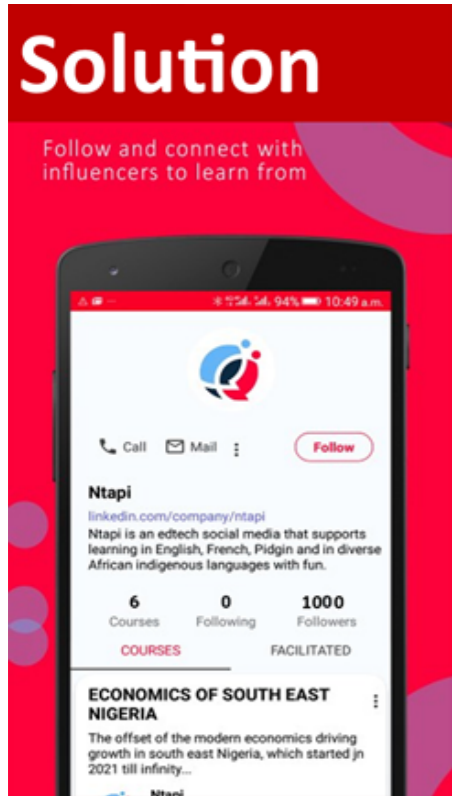 Solution
Follow and connect with
influencers to learn from
94% 10:49 a.m.
Call Mail Follow
Ntapi
linkedin.com/company/ntapi
Ntapi is an edtech social media that supports
learning in English, French, Pidgin and in diverse
African indigenous languages with fun.
6 0 1000
Courses Following Followers
COURSES FACILITATED
ECONOMICS OF SOUTH EAST
NIGERIA
The offset of the modern economics driving
growth in south east Nigeria, which started jn
2021 till infinity...
Ntapi